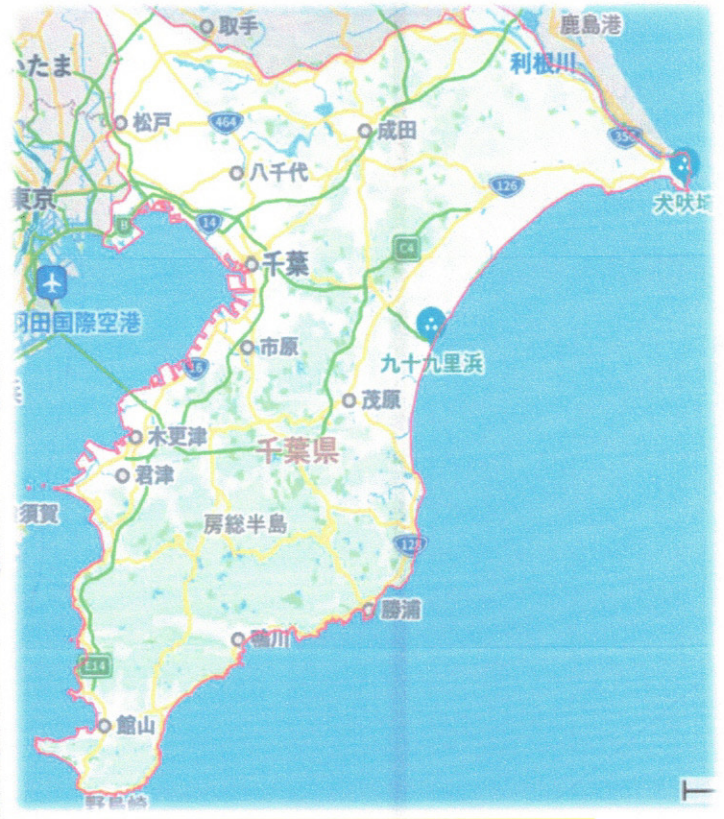 取手
鹿島港
いたま
利根川
松戸
464
成田
356
八千代
126
東京
犬吠埼
14
C4
千葉
羽田国際空港
市原
九十九里浜
16
茂原
木更津
千葉県
君津
須賀
房総半島
128
勝浦
鴨川
E14
館山
野島崎